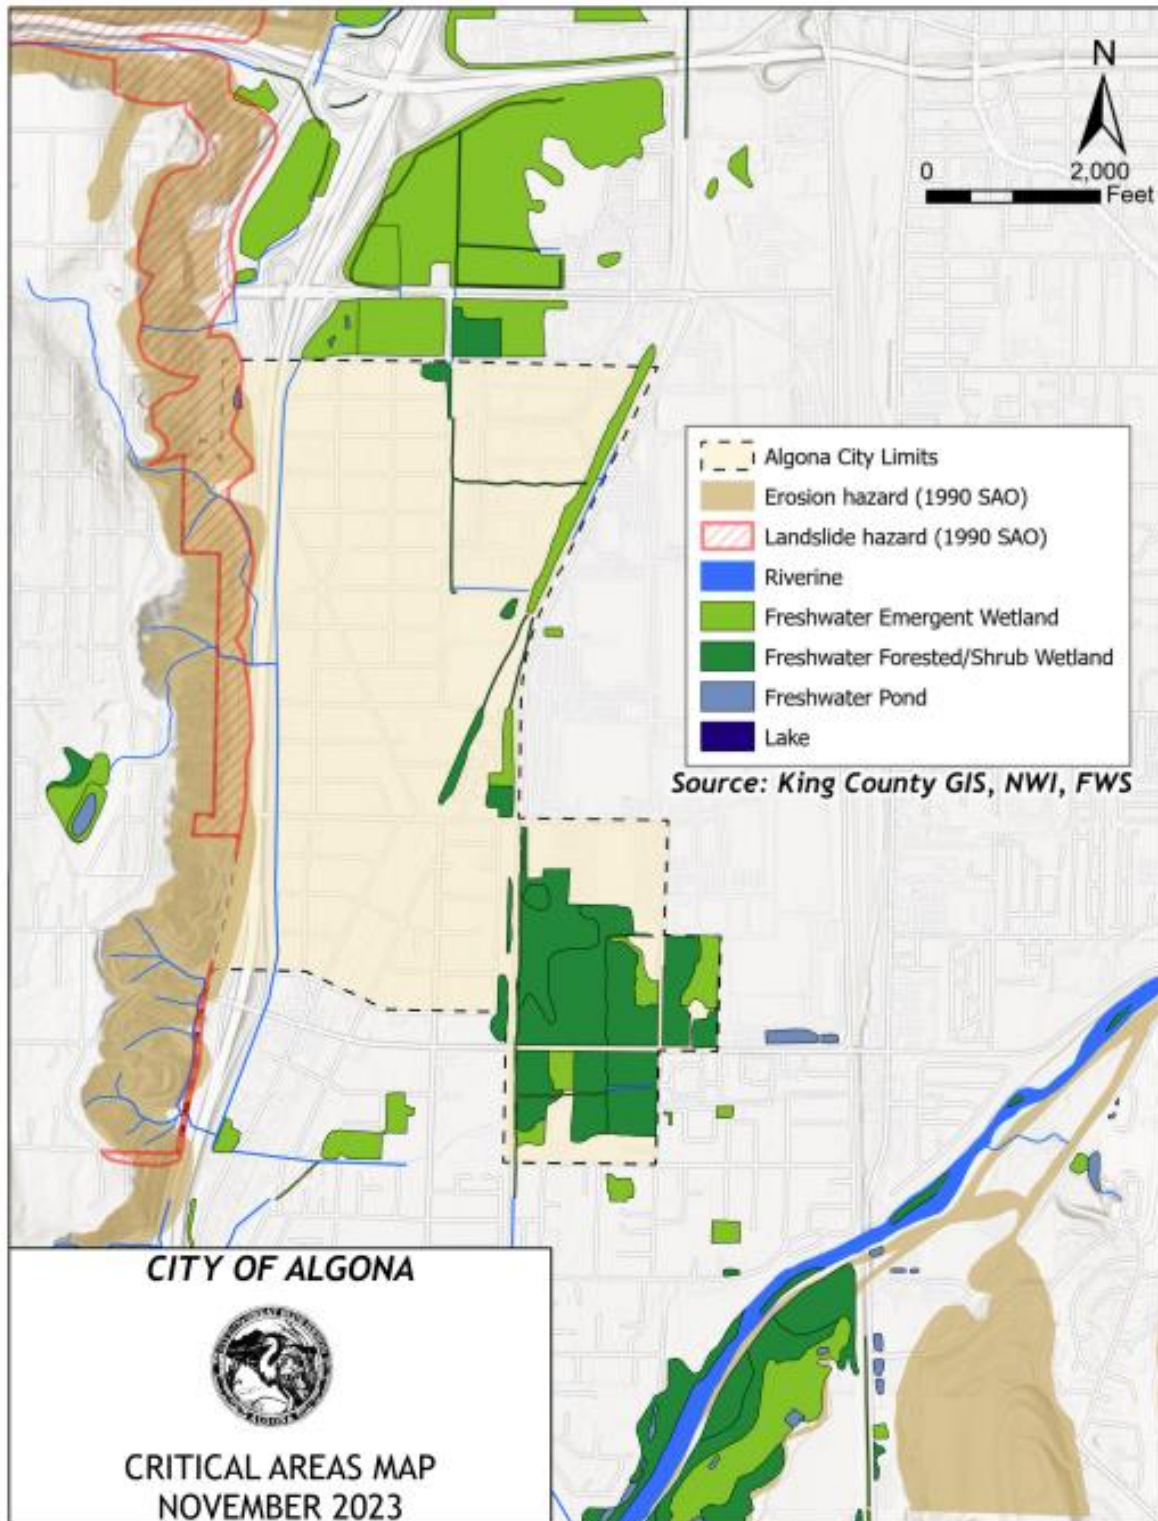 N
0 2,000
Feet
Algona City Limits
Erosion hazard (1990 SAO)
Landslide hazard (1990 SAO)
Riverine
Freshwater Emergent Wetland
Freshwater Forested/Shrub Wetland
Freshwater Pond
Lake
Source: King County GIS, NWI, FWS
CITY OF ALGONA
ALGONA
CRITICAL AREAS MAP
NOVEMBER 2023